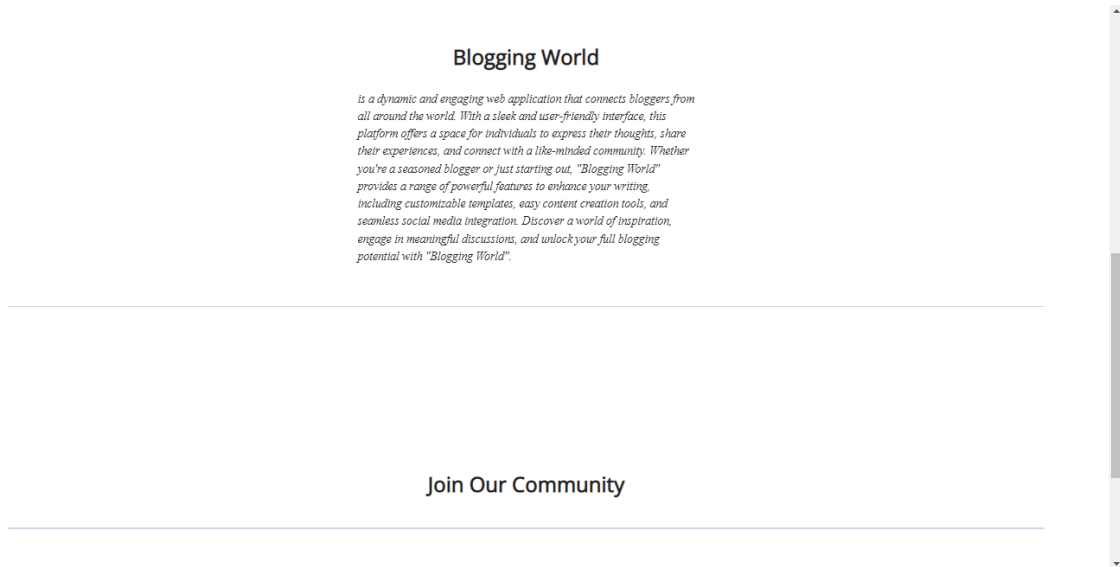 Blogging World
is a dynamic and engaging web application that connects bloggers from
all around the world. With a sleek and user-friendly interface, this
platform offers a space for individuals to express their thoughts, share
their experiences, and connect with a like-minded community. Whether
you're a seasoned blogger or just starting out, "Blogging World"
provides a range of powerful features to enhance your writing,
including customizable templates, easy content creation tools, and
seamless social media integration. Discover a world of inspiration,
engage in meaningful discussions, and unlock your full blogging
potential with "Blogging World".
Join Our Community